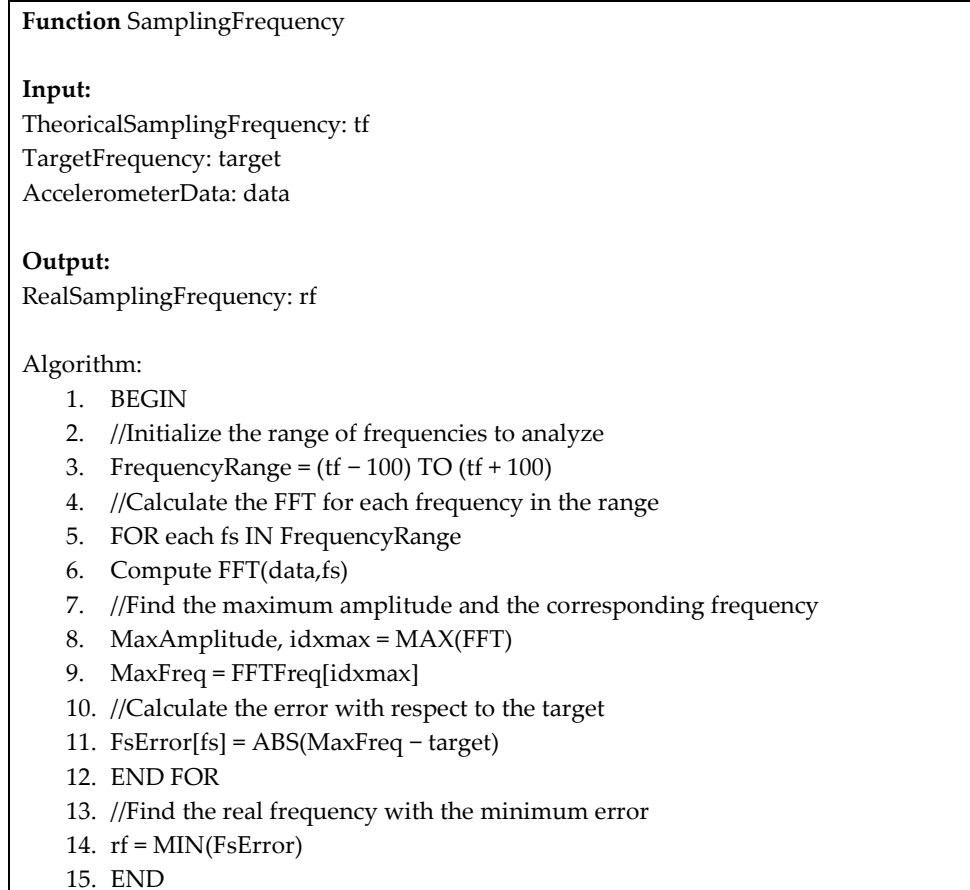 Function SamplingFrequency
Input:
TheoricalSamplingFrequency: tf
TargetFrequency: target
AccelerometerData: data
Output:
RealSamplingFrequency: rf
Algorithm:
1. BEGIN
2. //Initialize the range of frequencies to analyze
3. FrequencyRange = (tf − 100) TO (tf + 100)
4. //Calculate the FFT for each frequency in the range
5. FOR each fs IN FrequencyRange
6. Compute FFT(data,fs)
7. //Find the maximum amplitude and the corresponding frequency
8. MaxAmplitude, idxmax = MAX(FFT)
9. MaxFreq = FFTFreq[idxmax]
10. //Calculate the error with respect to the target
11. FsError[fs] = ABS(MaxFreq − target)
12. END FOR
13. //Find the real frequency with the minimum error
14. rf = MIN(FsError)
15. END